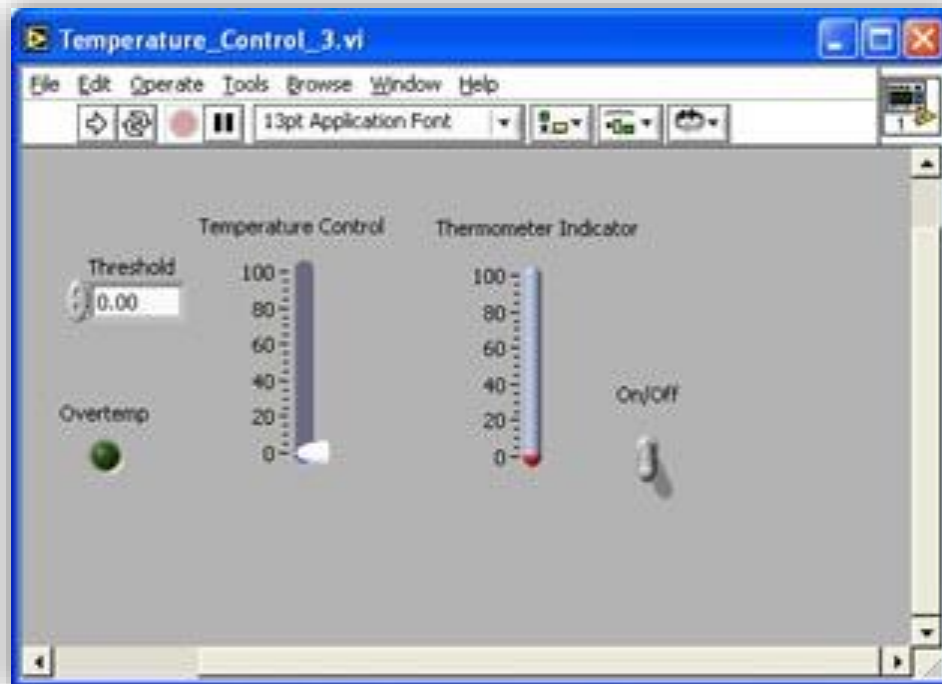 Temperature_Control_3.vi
File Edit Operate Tools Browse Window Help
13pt Application Font
1
Temperature Control
Thermometer Indicator
Threshold
0.00
100
80
60
40
20
0
100
80
60
40
20
0
Overtemp
On/Off